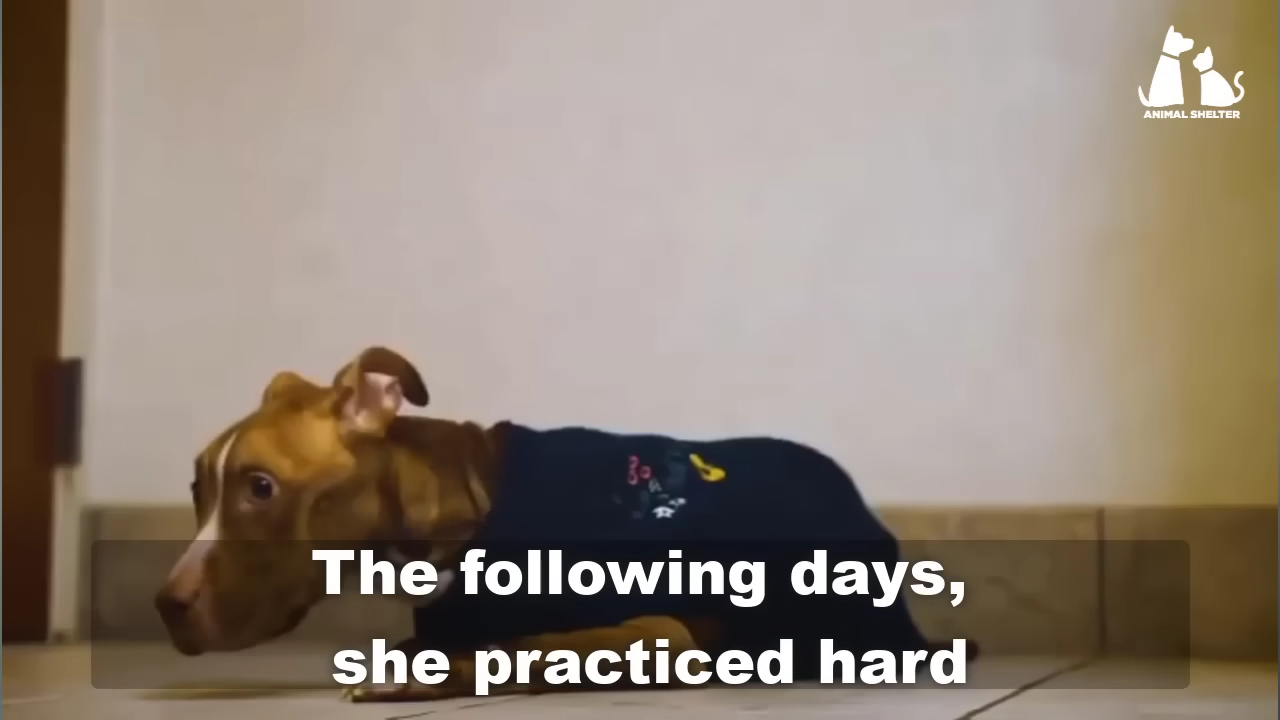 ANIMAL SHELTER
The following days,
she practiced hard